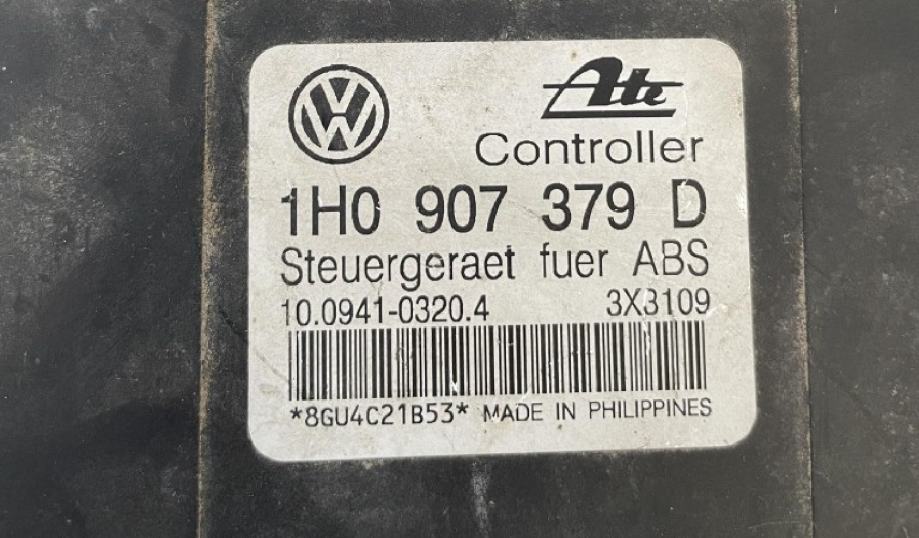 Ate
Controller
1H0 907 379 D
Steuergeraet fuer ABS
10.0941-0320.4 3X3109
*8GU4C21B53* MADE IN PHILIPPINES